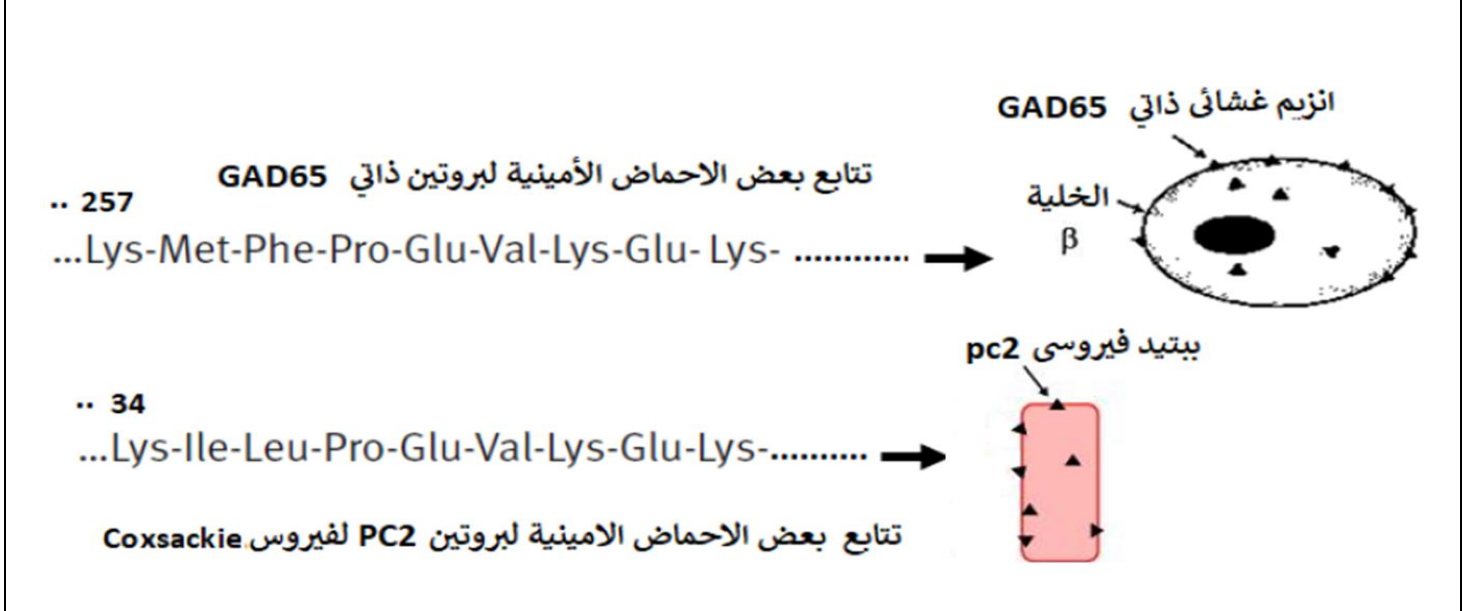 انزيم غشائى ذاتي GAD65
تتابع بعض الاحماض الأمينية لبروتين ذاتي GAD65
الخلية
β
.. 257
...Lys-Met-Phe-Pro-Glu-Val-Lys-Glu- Lys- ............
ببتيد فيروسى pc2
.. 34
...Lys-Ile-Leu-Pro-Glu-Val-Lys-Glu-Lys-..........
تتابع بعض الاحماض الامينية لبروتين PC2 لفيروس.Coxsackie